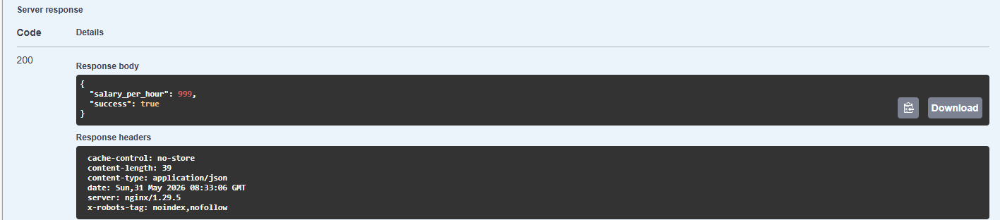 Server response
Code Details
200
Response body
{
  "salary_per_hour": 999,
  "success": true
}
Download
Response headers
cache-control: no-store
content-length: 39
content-type: application/json
date: Sun,31 May 2026 08:33:06 GMT
server: nginx/1.29.5
x-robots-tag: noindex,nofollow